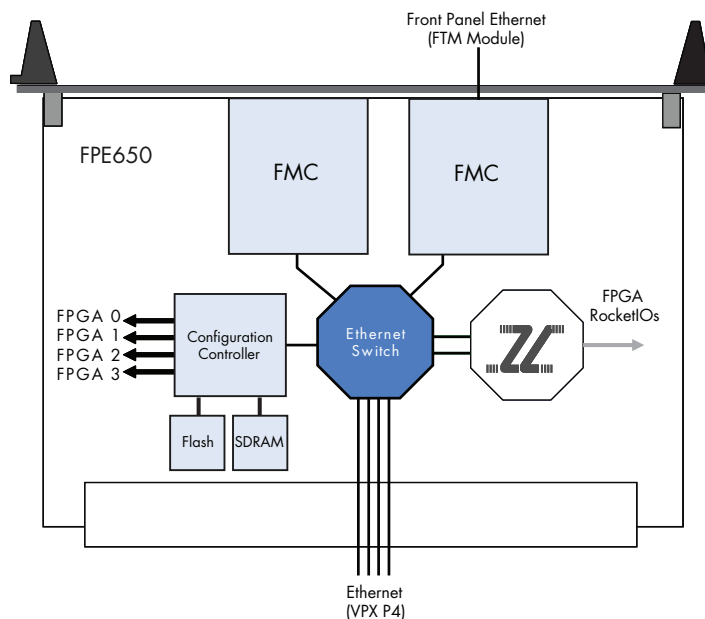 Front Panel Ethernet
(FTM Module)
FPE650
FMC
FMC
FPGA 0
FPGA 1
FPGA 2
FPGA 3
Configuration
Controller
Ethernet
Switch
FPGA
RocketIOs
Flash
SDRAM
Ethernet
(VPX P4)